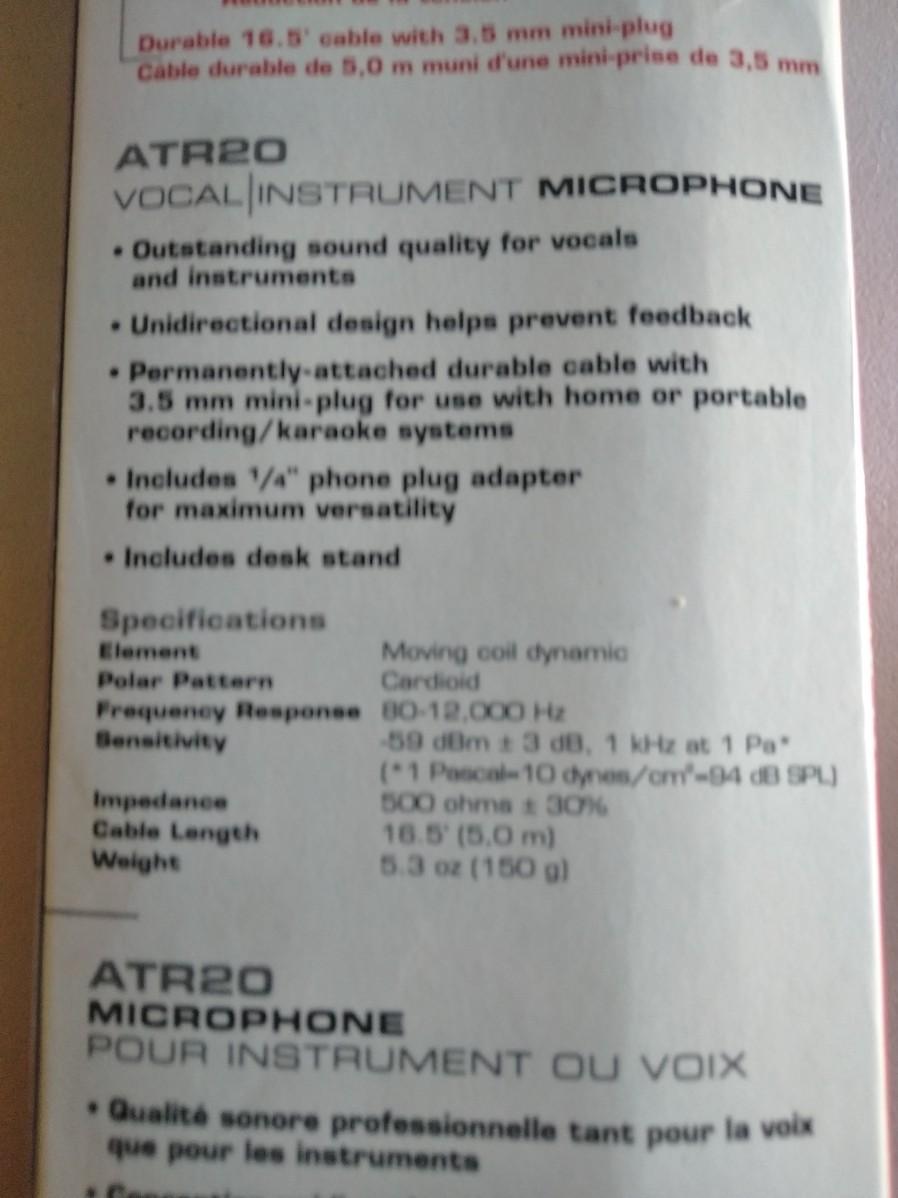 Réduction de la tension
Durable 16.5' cable with 3.5 mm mini-plug
Câble durable de 5,0 m muni d'une mini-prise de 3,5 mm
ATR20
VOCAL|INSTRUMENT MICROPHONE
• Outstanding sound quality for vocals
and instruments
• Unidirectional design helps prevent feedback
• Permanently-attached durable cable with
3.5 mm mini-plug for use with home or portable
recording/karaoke systems
• Includes 1/4" phone plug adapter
for maximum versatility
• Includes desk stand
Specifications
Element Moving coil dynamic
Polar Pattern Cardioid
Frequency Response 80-12,000 Hz
Sensitivity -59 dBm ± 3 dB, 1 kHz at 1 Pa*
(*1 Pascal=10 dynes/cm²=94 dB SPL)
Impedance 500 ohms ± 30%
Cable Length 16.5' (5.0 m)
Weight 5.3 oz (150 g)
ATR20
MICROPHONE
POUR INSTRUMENT OU VOIX
• Qualité sonore professionnelle tant pour la voix
que pour les instruments